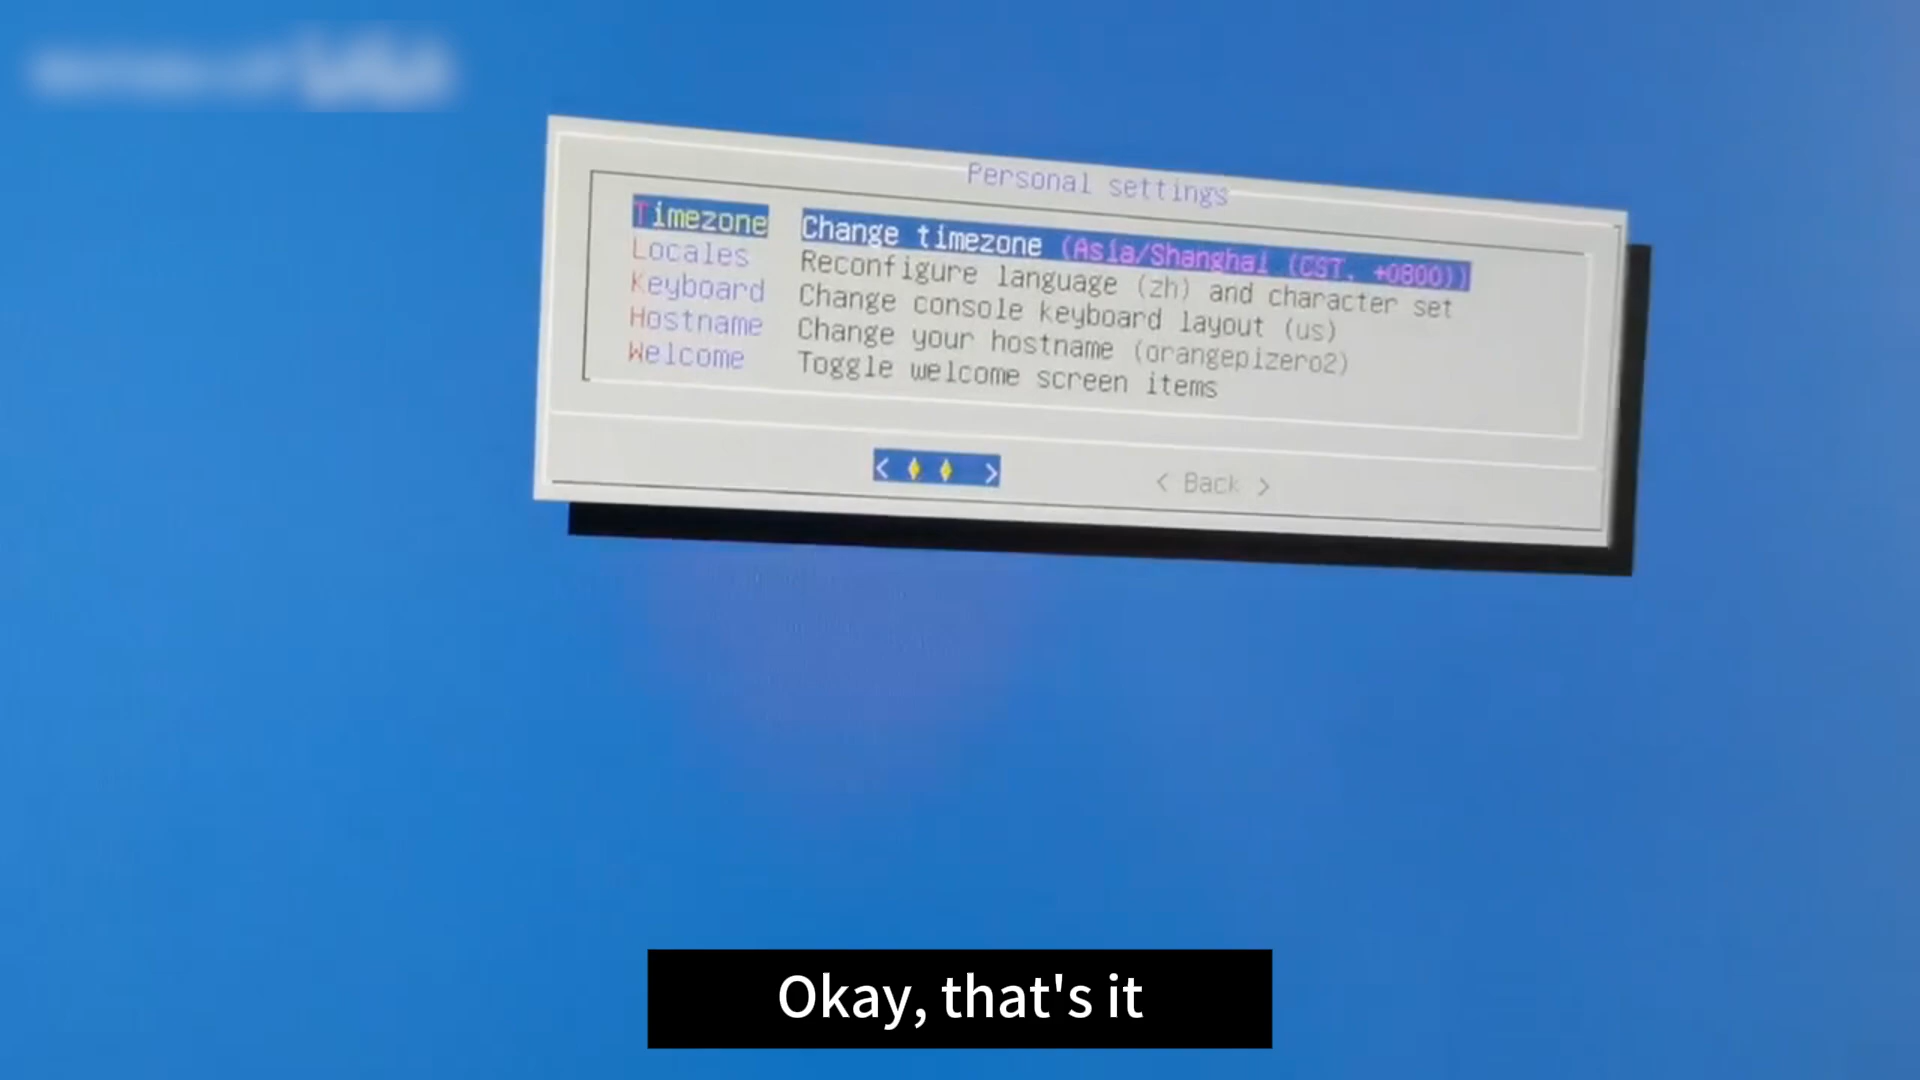 Personal settings
Timezone Change timezone (Asia/Shanghai (CST, +0800))
Locales Reconfigure language (zh) and character set
Keyboard Change console keyboard layout (us)
Hostname Change your hostname (orangepizero2)
Welcome Toggle welcome screen items
< ♦ ♦ > < Back >
Okay, that's it